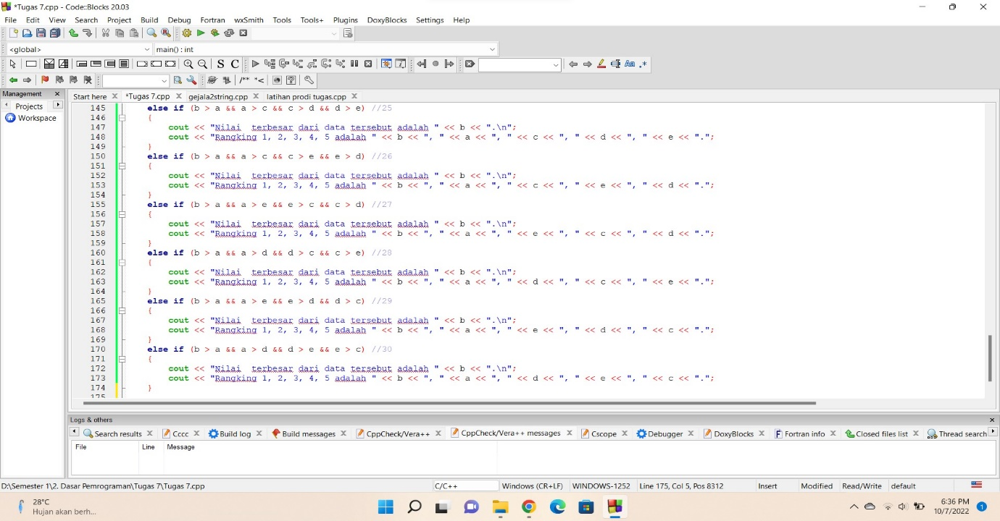 *Tugas 7.cpp - Code::Blocks 20.03
File Edit View Search Project Build Debug Fortran wxSmith Tools Tools+ Plugins DoxyBlocks Settings Help
<global> main() : int
S C Aa .*
/** *<
Management
Projects
Workspace
Start here *Tugas 7.cpp gejala2string.cpp latihan prodi tugas.cpp
145 else if (b > a && a > c && c > d && d > e) //25
146 {
147 cout << "Nilai  terbesar dari data tersebut adalah " << b << ".\n";
148 cout << "Rangking 1, 2, 3, 4, 5 adalah " << b << ", " << a << ", " << c << ", " << d << ", " << e << ".";
149 }
150 else if (b > a && a > c && c > e && e > d) //26
151 {
152 cout << "Nilai  terbesar dari data tersebut adalah " << b << ".\n";
153 cout << "Rangking 1, 2, 3, 4, 5 adalah " << b << ", " << a << ", " << c << ", " << e << ", " << d << ".";
154 }
155 else if (b > a && a > e && e > c && c > d) //27
156 {
157 cout << "Nilai  terbesar dari data tersebut adalah " << b << ".\n";
158 cout << "Rangking 1, 2, 3, 4, 5 adalah " << b << ", " << a << ", " << e << ", " << c << ", " << d << ".";
159 }
160 else if (b > a && a > d && d > c && c > e) //28
161 {
162 cout << "Nilai  terbesar dari data tersebut adalah " << b << ".\n";
163 cout << "Rangking 1, 2, 3, 4, 5 adalah " << b << ", " << a << ", " << d << ", " << c << ", " << e << ".";
164 }
165 else if (b > a && a > e && e > d && d > c) //29
166 {
167 cout << "Nilai  terbesar dari data tersebut adalah " << b << ".\n";
168 cout << "Rangking 1, 2, 3, 4, 5 adalah " << b << ", " << a << ", " << e << ", " << d << ", " << c << ".";
169 }
170 else if (b > a && a > d && d > e && e > c) //30
171 {
172 cout << "Nilai  terbesar dari data tersebut adalah " << b << ".\n";
173 cout << "Rangking 1, 2, 3, 4, 5 adalah " << b << ", " << a << ", " << d << ", " << e << ", " << c << ".";
174 }
175
Logs & others
Search results Cccc Build log Build messages CppCheck/Vera++ CppCheck/Vera++ messages Cscope Debugger DoxyBlocks Fortran info Closed files list Thread search
File Line Message
D:\Semester 1\2. Dasar Pemrograman\Tugas 7\Tugas 7.cpp C/C++ Windows (CR+LF) WINDOWS-1252 Line 175, Col 5, Pos 8312 Insert Modified Read/Write default
28°C
Hujan akan berh...
6:36 PM
10/7/2022
1